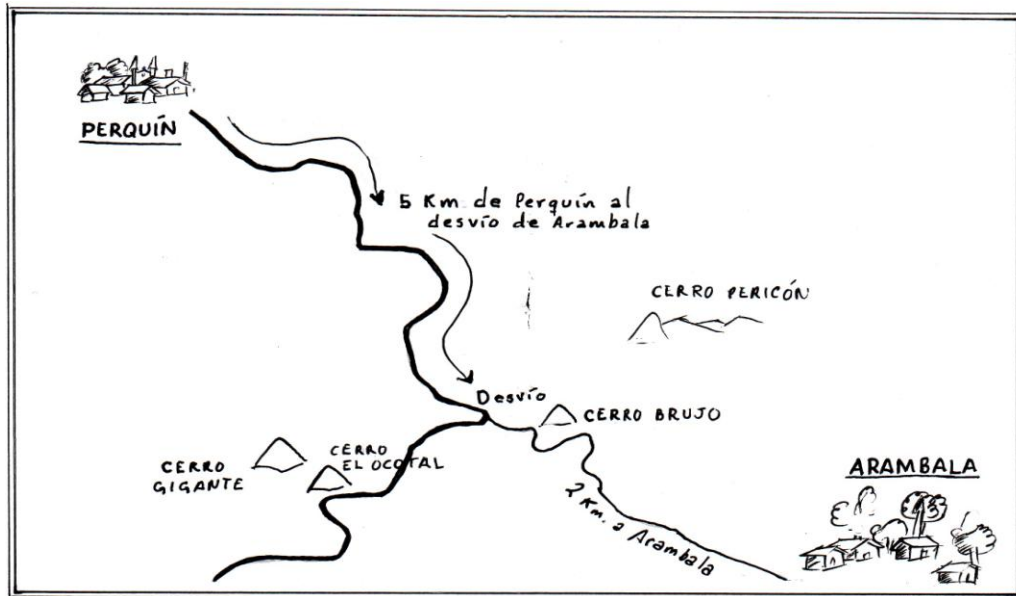 PERQUÍN
5 Km de Perquín al
desvío de Arambala
CERRO PERICÓN
Desvío
CERRO BRUJO
CERRO
GIGANTE
CERRO
EL OCOTAL
ARAMBALA
2 Km. a Arambala